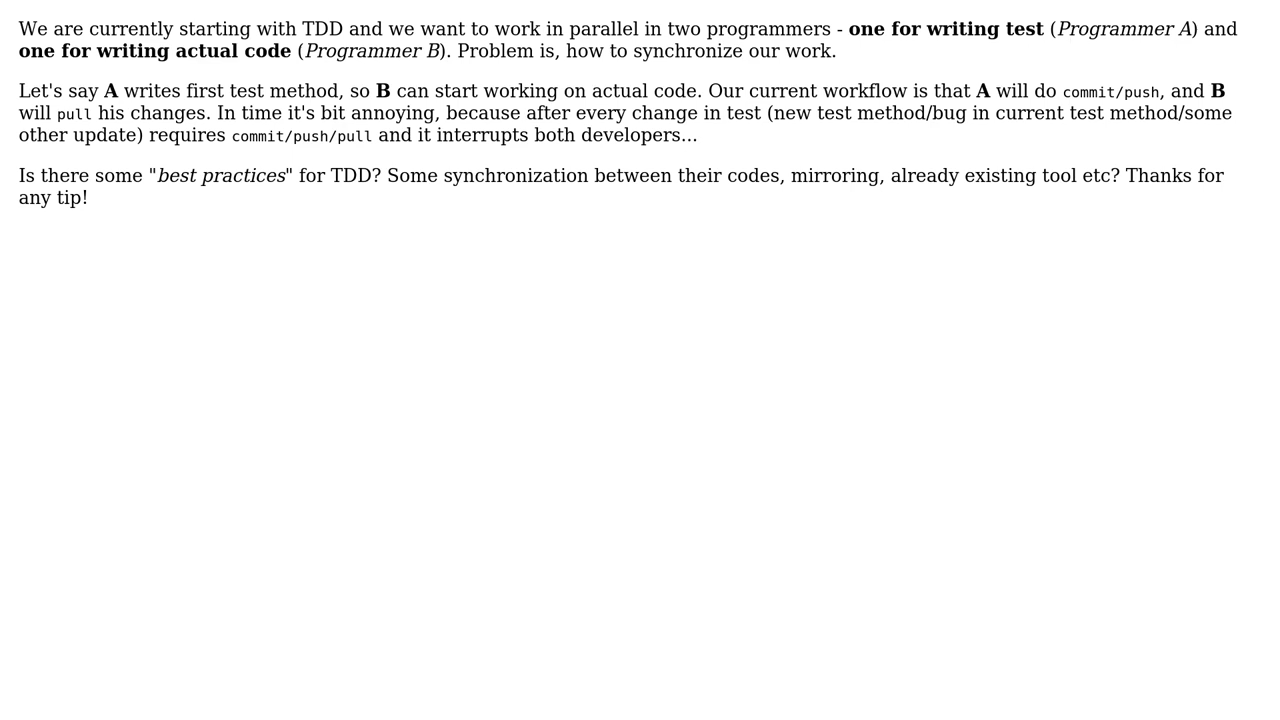 We are currently starting with TDD and we want to work in parallel in two programmers - one for writing test (Programmer A) and
one for writing actual code (Programmer B). Problem is, how to synchronize our work.
Let's say A writes first test method, so B can start working on actual code. Our current workflow is that A will do commit/push, and B
will pull his changes. In time it's bit annoying, because after every change in test (new test method/bug in current test method/some
other update) requires commit/push/pull and it interrupts both developers...
Is there some "best practices" for TDD? Some synchronization between their codes, mirroring, already existing tool etc? Thanks for
any tip!